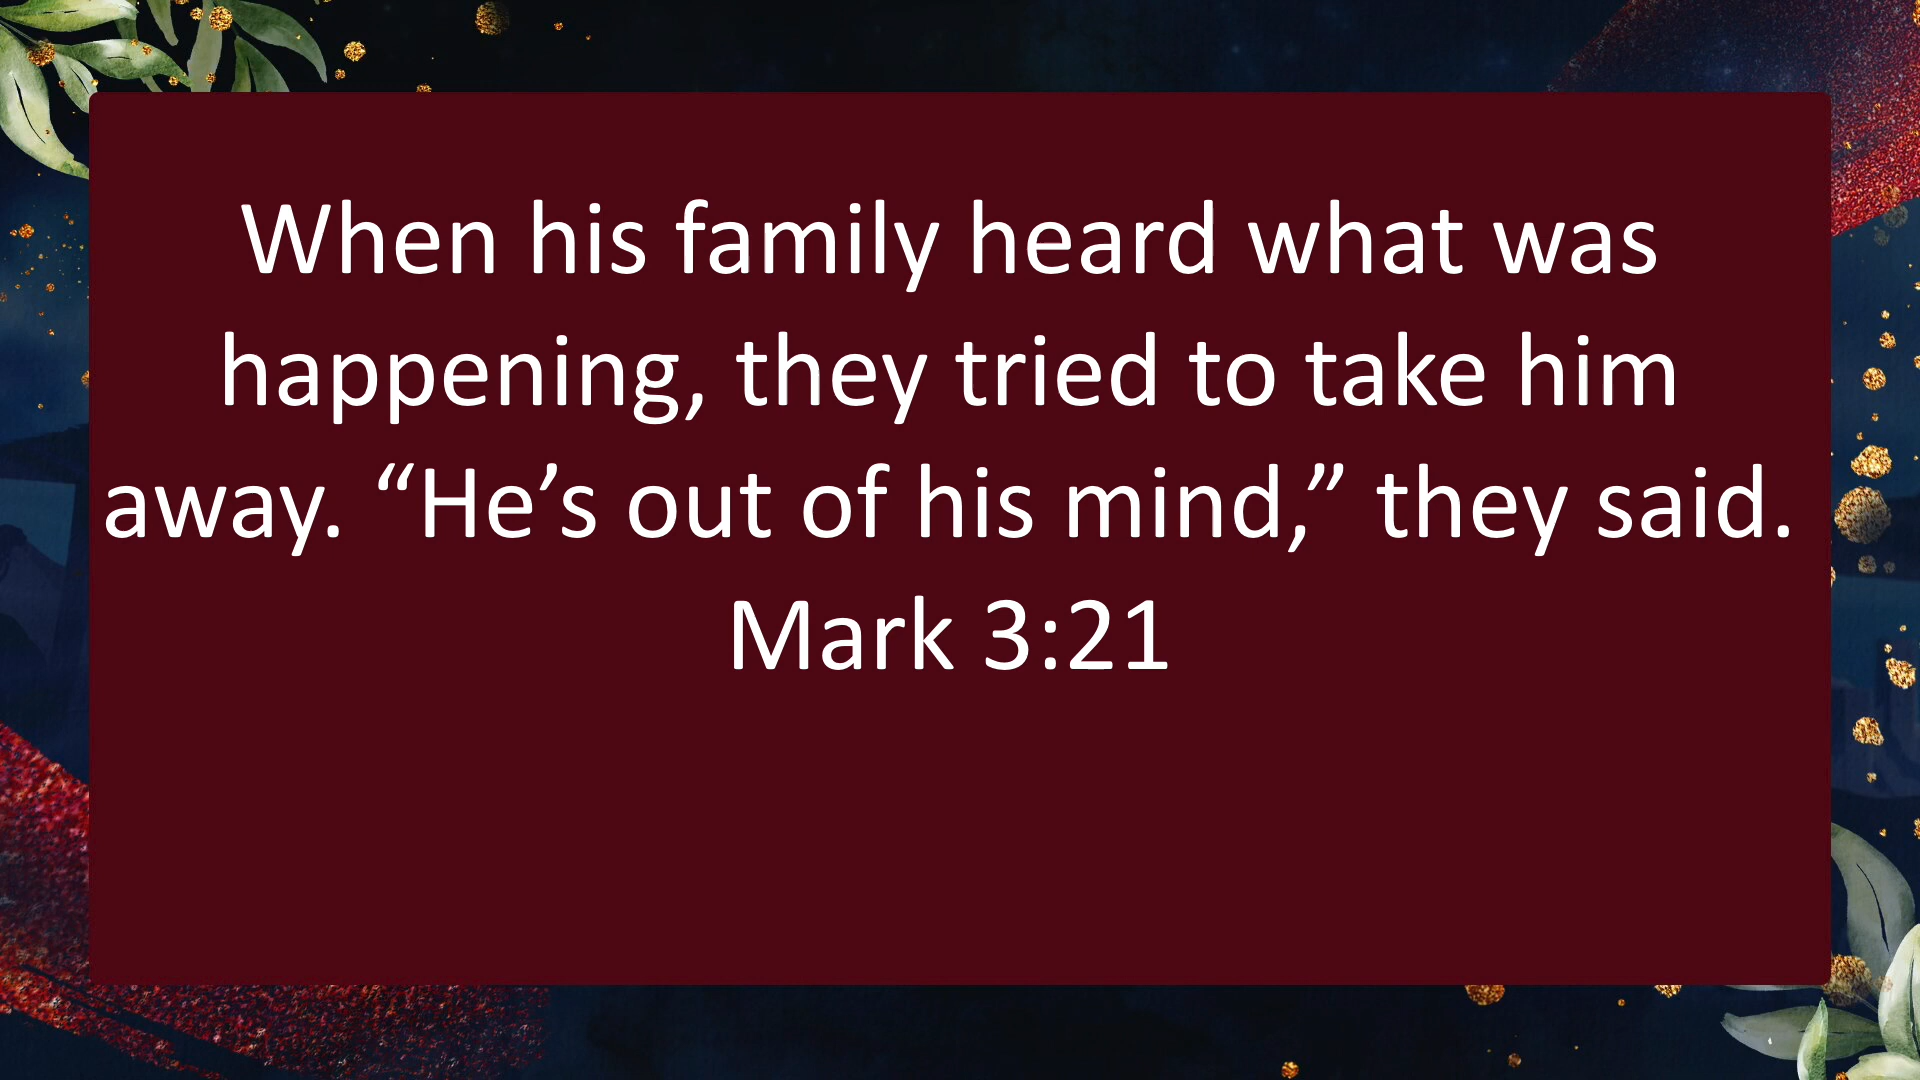 When his family heard what was
happening, they tried to take him
away. “He’s out of his mind,” they said.
Mark 3:21